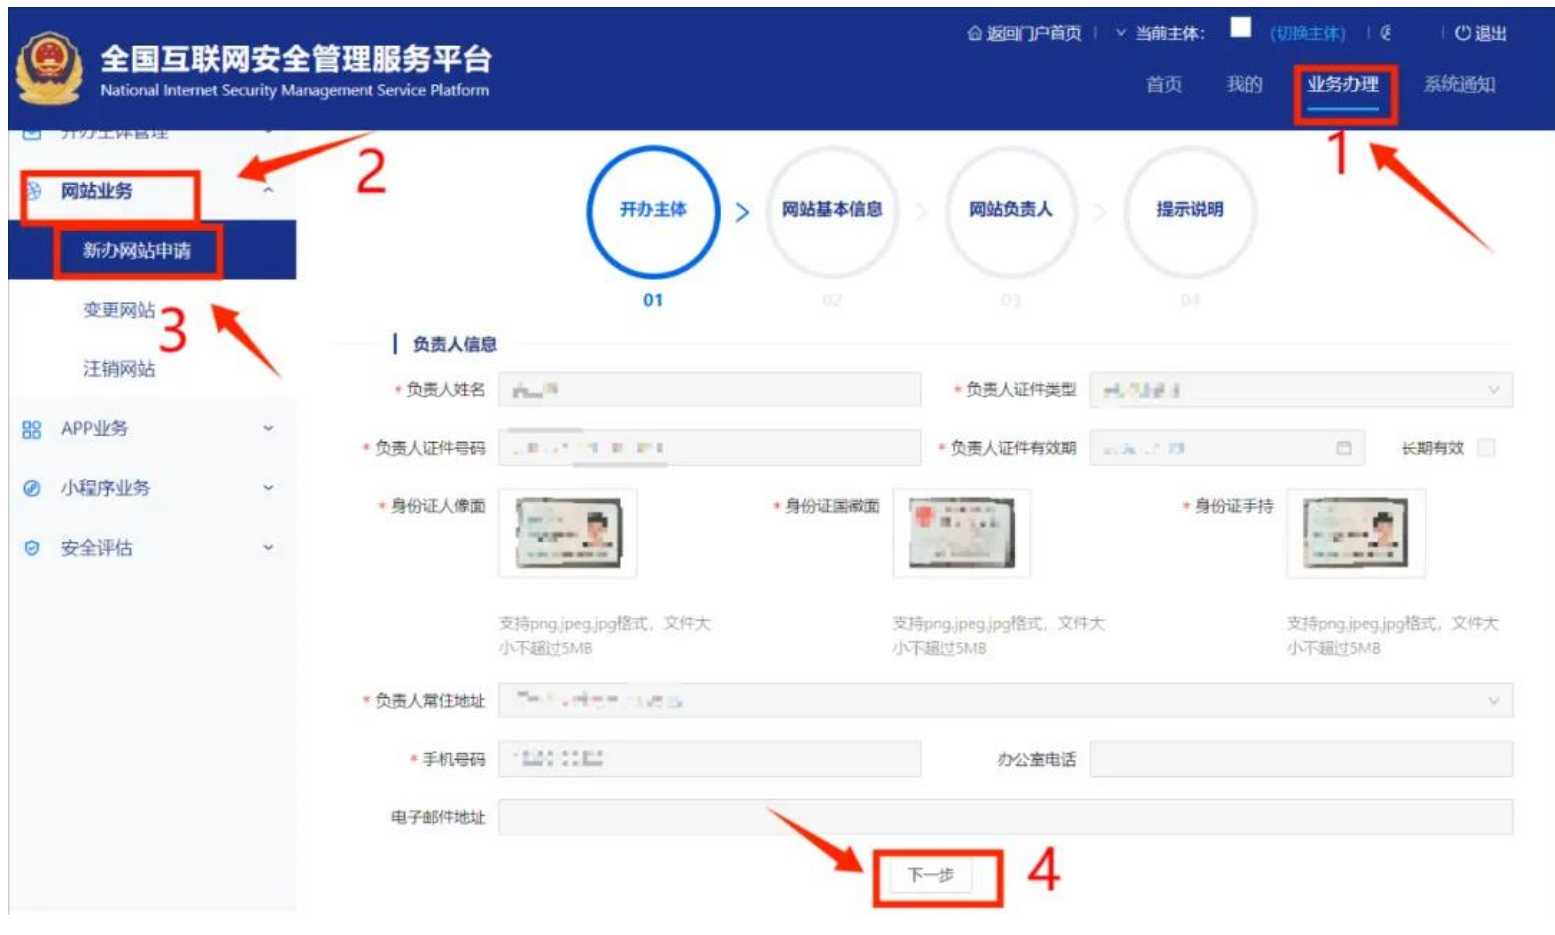 全国互联网安全管理服务平台
National Internet Security Management Service Platform
返回门户首页
当前主体:
(切换主体)
退出
首页
我的
业务办理
系统通知
1
开办主体管理
网站业务
2
新办网站申请
变更网站
3
注销网站
APP业务
小程序业务
安全评估
开办主体
网站基本信息
网站负责人
提示说明
01
02
03
04
负责人信息
* 负责人姓名
* 负责人证件类型
* 负责人证件号码
* 负责人证件有效期
长期有效
* 身份证人像面
* 身份证国徽面
* 身份证手持
支持png,jpeg,jpg格式，文件大
小不超过5MB
支持png,jpeg,jpg格式，文件大
小不超过5MB
支持png,jpeg,jpg格式，文件大
小不超过5MB
* 负责人常住地址
* 手机号码
办公室电话
电子邮件地址
下一步
4